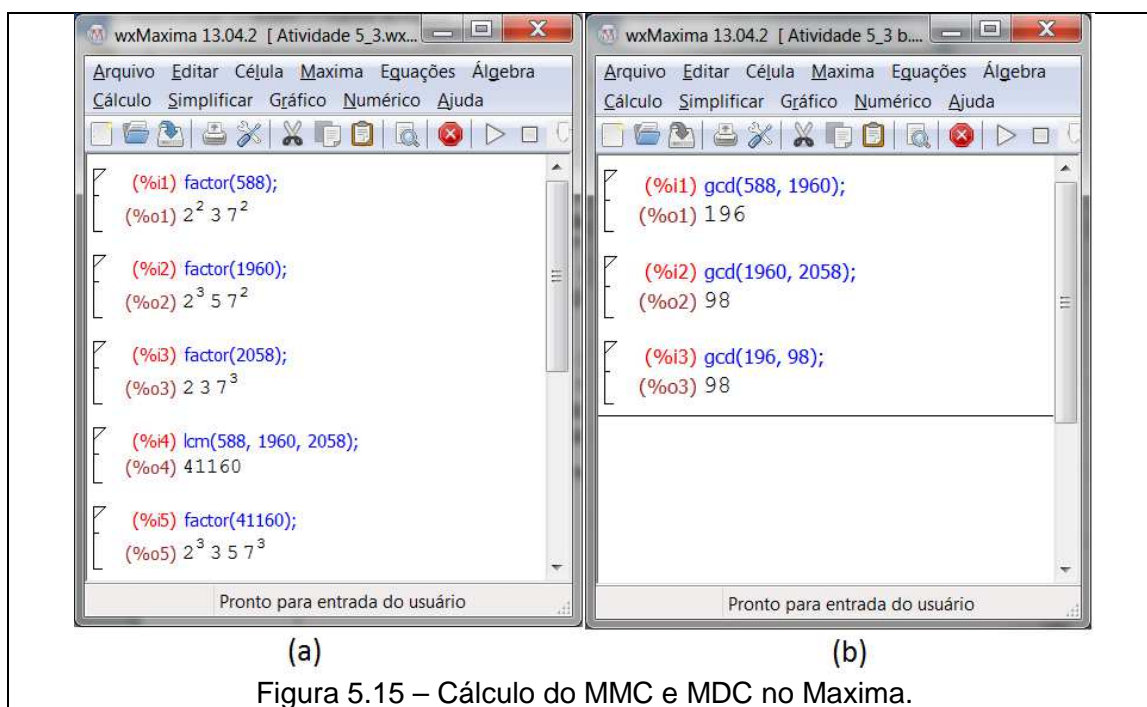 wxMaxima 13.04.2 [ Atividade 5_3.wx...
Arquivo Editar Célula Maxima Equações Álgebra
Cálculo Simplificar Gráfico Numérico Ajuda
(%i1) factor(588);
(%o1) 2² 3 7²
(%i2) factor(1960);
(%o2) 2³ 5 7²
(%i3) factor(2058);
(%o3) 2 3 7³
(%i4) lcm(588, 1960, 2058);
(%o4) 41160
(%i5) factor(41160);
(%o5) 2³ 3 5 7³
Pronto para entrada do usuário
(a)
wxMaxima 13.04.2 [ Atividade 5_3 b....
Arquivo Editar Célula Maxima Equações Álgebra
Cálculo Simplificar Gráfico Numérico Ajuda
(%i1) gcd(588, 1960);
(%o1) 196
(%i2) gcd(1960, 2058);
(%o2) 98
(%i3) gcd(196, 98);
(%o3) 98
Pronto para entrada do usuário
(b)
Figura 5.15 – Cálculo do MMC e MDC no Maxima.